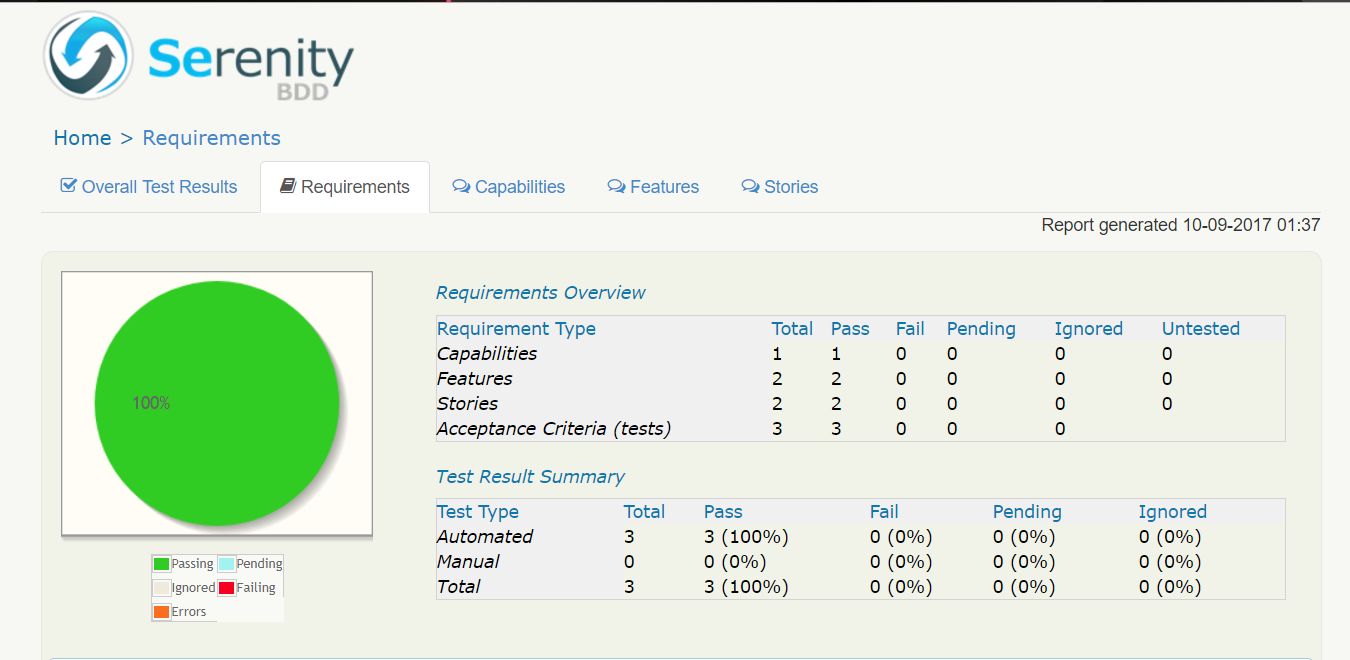 Serenity
BDD
Home > Requirements
Overall Test Results Requirements Capabilities Features Stories
Report generated 10-09-2017 01:37
100%
Passing Pending
Ignored Failing
Errors
Requirements Overview
Requirement Type Total Pass Fail Pending Ignored Untested
Capabilities 1 1 0 0 0 0
Features 2 2 0 0 0 0
Stories 2 2 0 0 0 0
Acceptance Criteria (tests) 3 3 0 0 0
Test Result Summary
Test Type Total Pass Fail Pending Ignored
Automated 3 3 (100%) 0 (0%) 0 (0%) 0 (0%)
Manual 0 0 (0%) 0 (0%) 0 (0%) 0 (0%)
Total 3 3 (100%) 0 (0%) 0 (0%) 0 (0%)